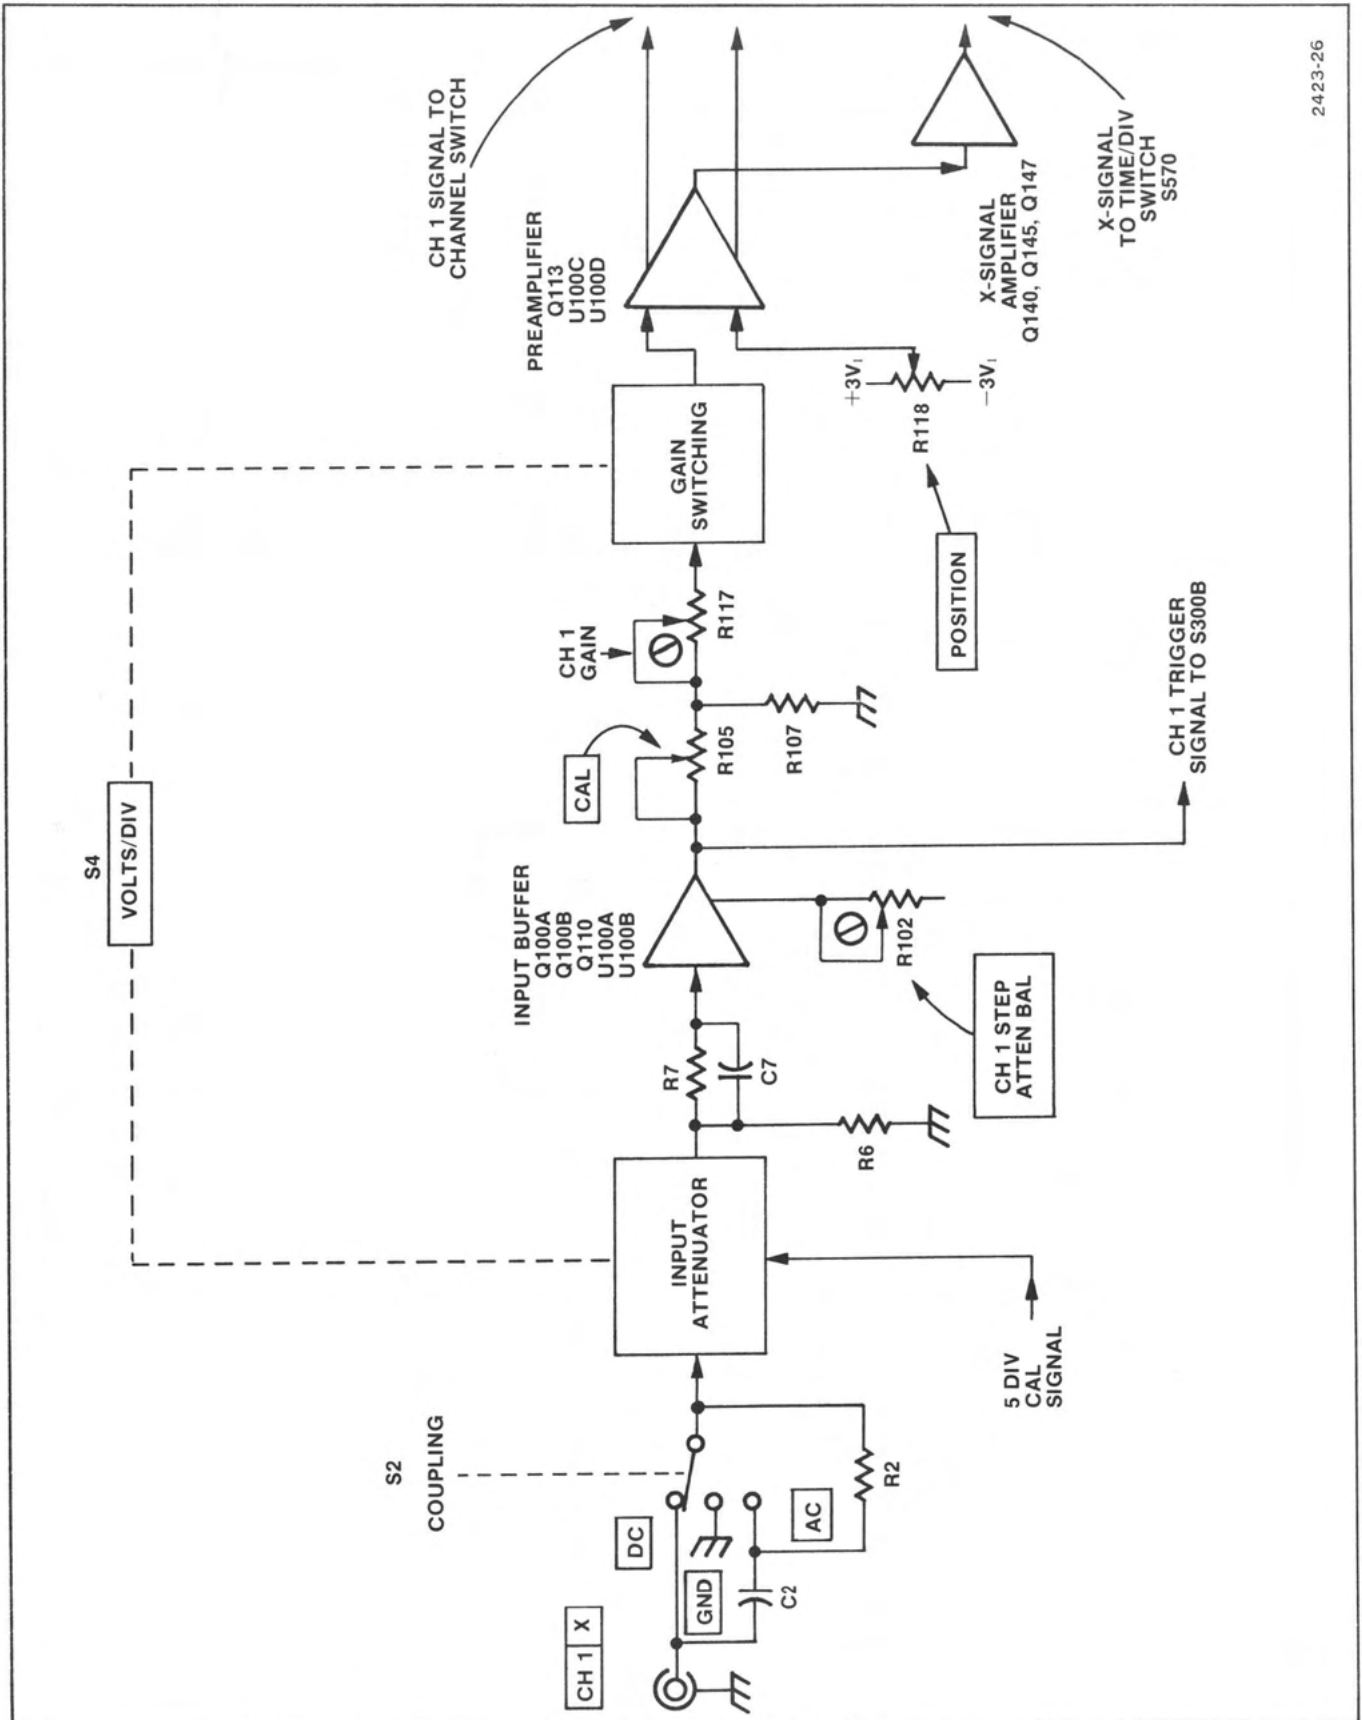 S4
VOLTS/DIV
CH 1 X
DC
GND
AC
C2
R2
S2
COUPLING
INPUT
ATTENUATOR
5 DIV
CAL
SIGNAL
R6
R7
C7
INPUT BUFFER
Q100A
Q100B
Q110
U100A
U100B
R102
CH 1 STEP
ATTEN BAL
CAL
R105
R107
CH 1
GAIN
R117
CH 1 TRIGGER
SIGNAL TO S300B
GAIN
SWITCHING
PREAMPLIFIER
Q113
U100C
U100D
+3V1
−3V1
R118
POSITION
CH 1 SIGNAL TO
CHANNEL SWITCH
X-SIGNAL
AMPLIFIER
Q140, Q145, Q147
X-SIGNAL
TO TIME/DIV
SWITCH
S570
2423-26